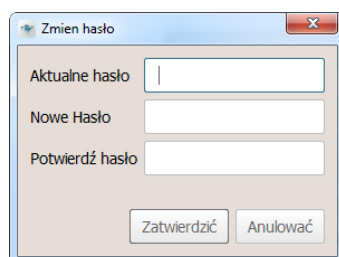 Zmien hasło
Aktualne hasło
Nowe Hasło
Potwierdź hasło
Zatwierdzić Anulować